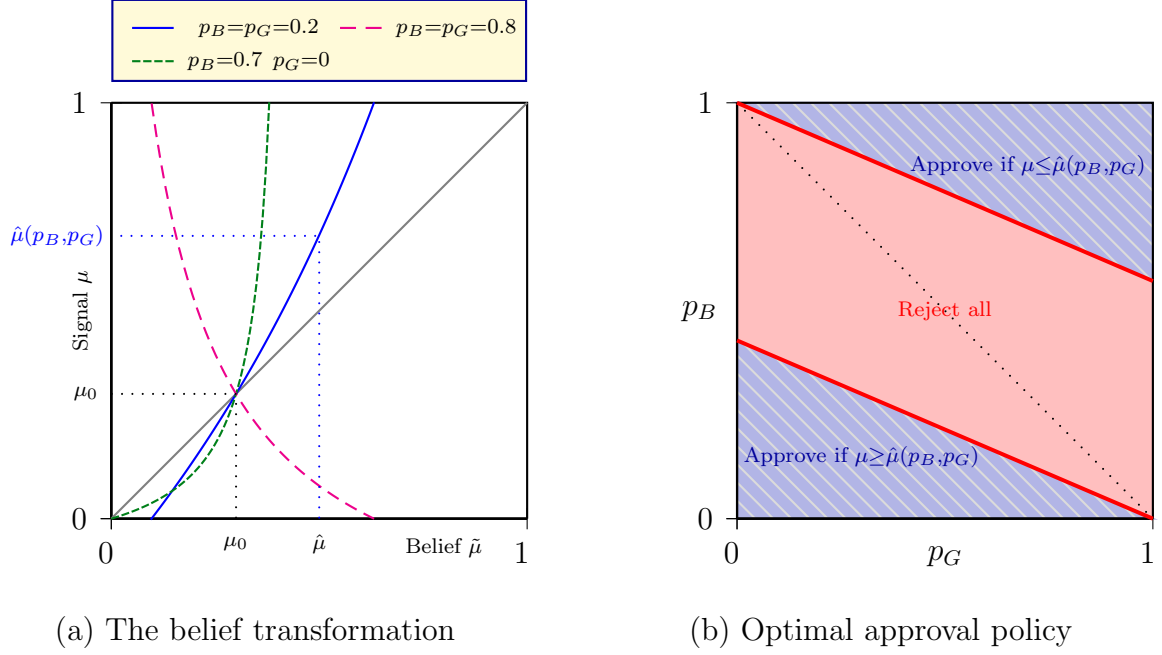 p_B=p_G=0.2 p_B=p_G=0.8
p_B=0.7 p_G=0
1
μ̂(p_B,p_G)
Signal μ
μ_0
0
0 μ_0 μ̂ Belief μ̃ 1
(a) The belief transformation
1
Approve if μ≤μ̂(p_B,p_G)
p_B
Reject all
Approve if μ≥μ̂(p_B,p_G)
0
0 p_G 1
(b) Optimal approval policy